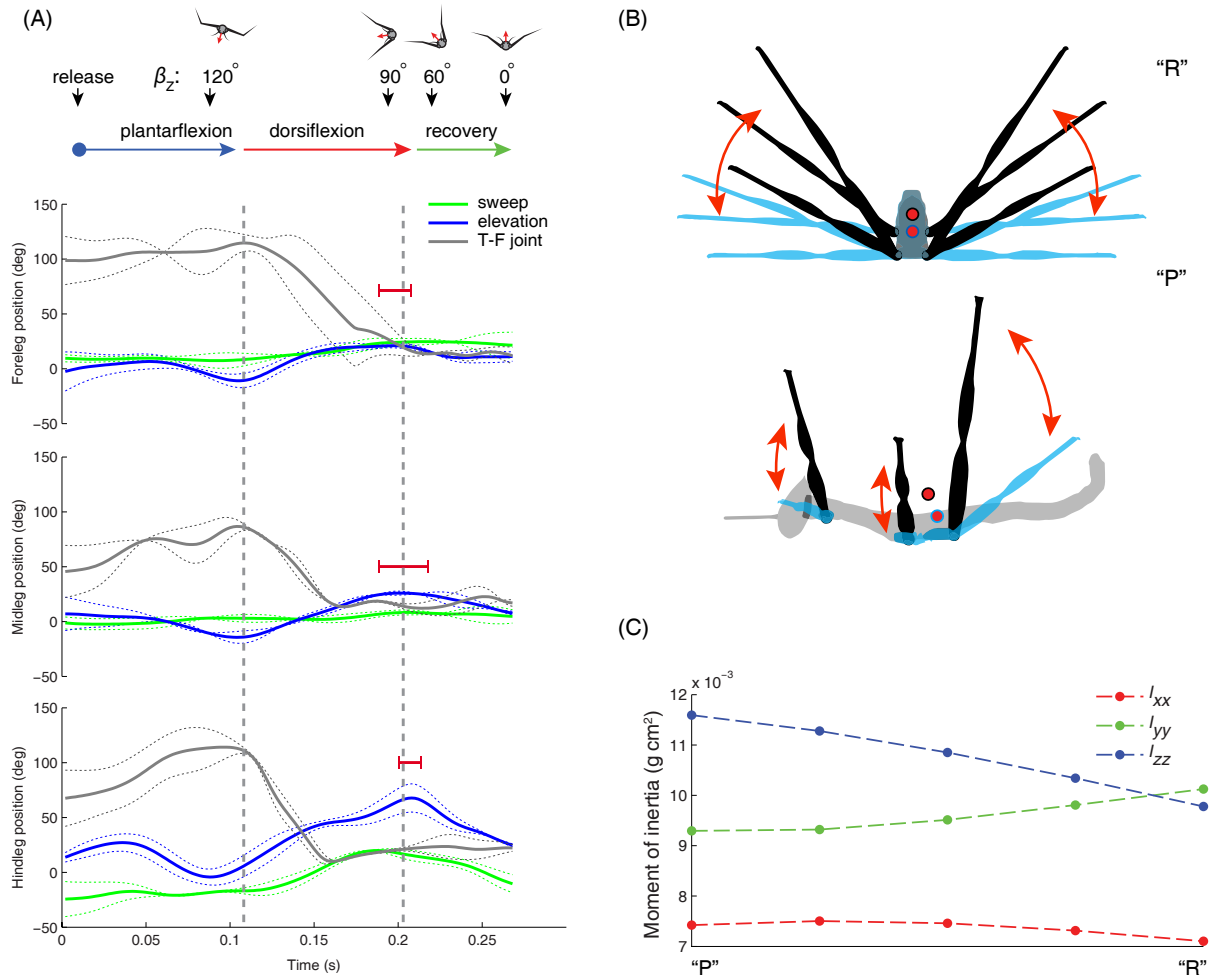 (A)
release
β_Z: 120° 90° 60° 0°
plantarflexion dorsiflexion recovery
sweep
elevation
T-F joint
150
100
50
0
−50
Foreleg position (deg)
150
100
50
0
−50
Midleg position (deg)
150
100
50
0
−50
Hindleg position (deg)
0 0.05 0.1 0.15 0.2 0.25
Time (s)
(B)
“R”
“P”
(C)
x 10⁻³
12
11
10
9
8
7
Moment of inertia (g cm²)
I_xx
I_yy
I_zz
“P” “R”